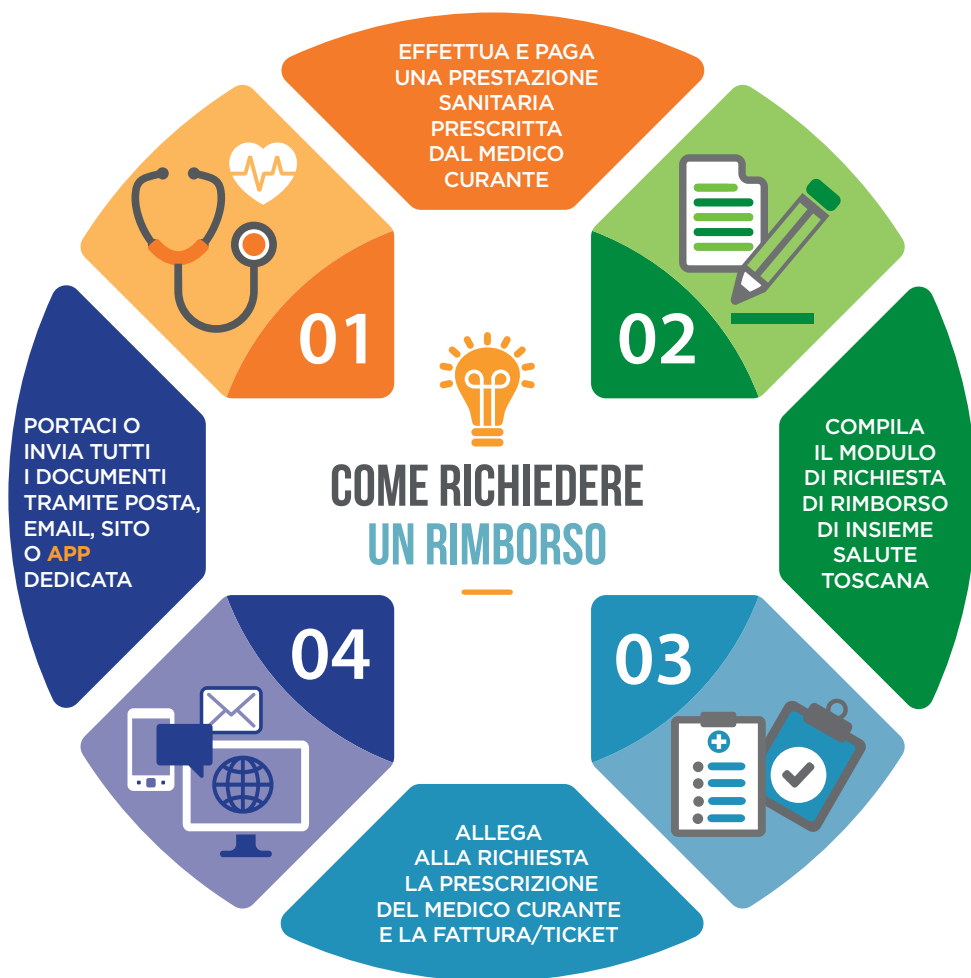 COME RICHIEDERE
UN RIMBORSO
01
EFFETTUA E PAGA
UNA PRESTAZIONE
SANITARIA
PRESCRITTA
DAL MEDICO
CURANTE
02
COMPILA
IL MODULO
DI RICHIESTA
DI RIMBORSO
DI INSIEME
SALUTE
TOSCANA
03
ALLEGA
ALLA RICHIESTA
LA PRESCRIZIONE
DEL MEDICO CURANTE
E LA FATTURA/TICKET
04
PORTACI O
INVIA TUTTI
I DOCUMENTI
TRAMITE POSTA,
EMAIL, SITO
O APP
DEDICATA